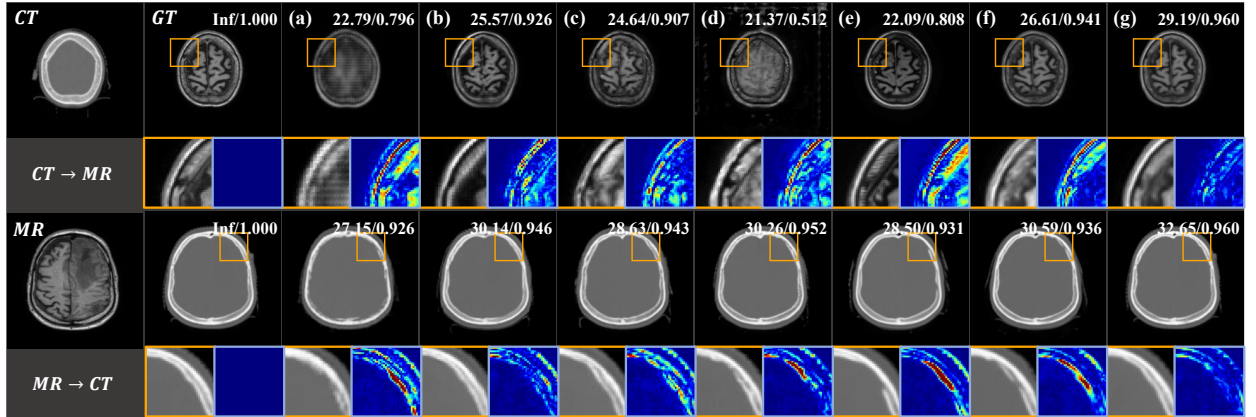 CT GT Inf/1.000 (a) 22.79/0.796 (b) 25.57/0.926 (c) 24.64/0.907 (d) 21.37/0.512 (e) 22.09/0.808 (f) 26.61/0.941 (g) 29.19/0.960
CT → MR
MR Inf/1.000 27.15/0.926 30.14/0.946 28.63/0.943 30.26/0.952 28.50/0.931 30.59/0.936 32.65/0.960
MR → CT